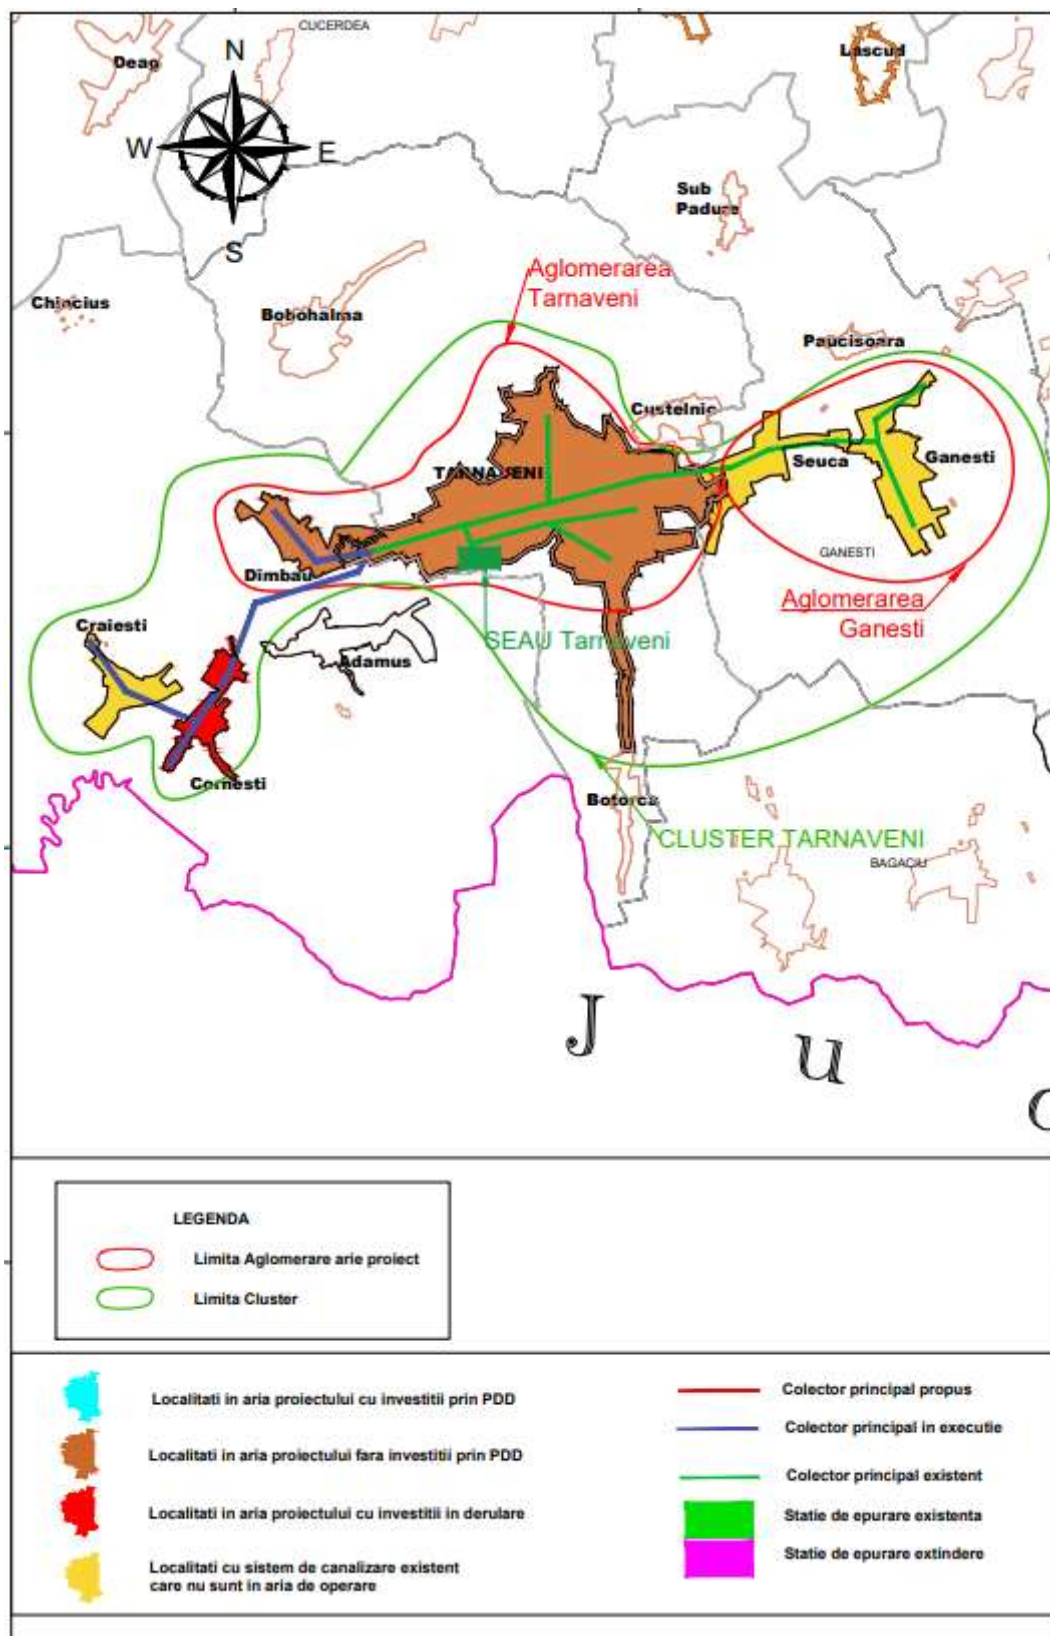 CUCERDEA
Deag
Lascud
N
W
E
S
Sub
Padure
Aglomerarea
Tarnaveni
Chincius
Bobohalma
Paucisoara
Custelnic
TARNAVENI
Seuca
Ganesti
GANESTI
Dimbau
Aglomerarea
Ganesti
Craiesti
SEAU Tarnaveni
Adamus
Cornesti
Botorca
CLUSTER TARNAVENI
BAGACIU
J
u
LEGENDA
Limita Aglomerare arie proiect
Limita Cluster
Localitati in aria proiectului cu investitii prin PDD
Localitati in aria proiectului fara investitii prin PDD
Localitati in aria proiectului cu investitii in derulare
Localitati cu sistem de canalizare existent
care nu sunt in aria de operare
Colector principal propus
Colector principal in executie
Colector principal existent
Statie de epurare existenta
Statie de epurare extindere